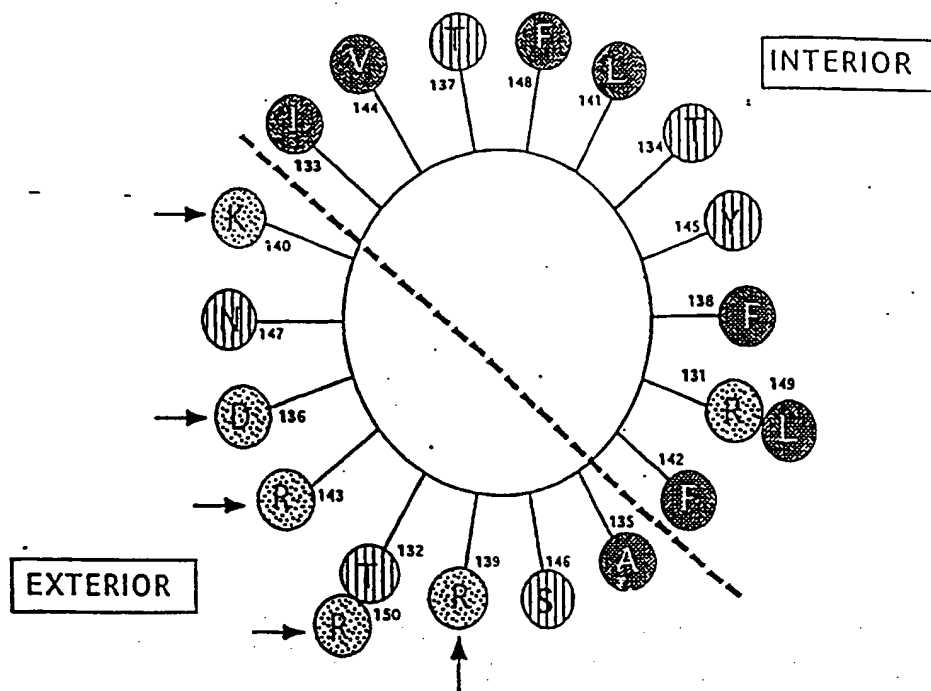 T
F
V
L
INTERIOR
137
148
144
141
I
T
133
134
K
Y
140
145
N
147
138
F
131
149
D
136
R
L
142
R
143
F
135
132
139
146
A
EXTERIOR
T
R
S
150
R